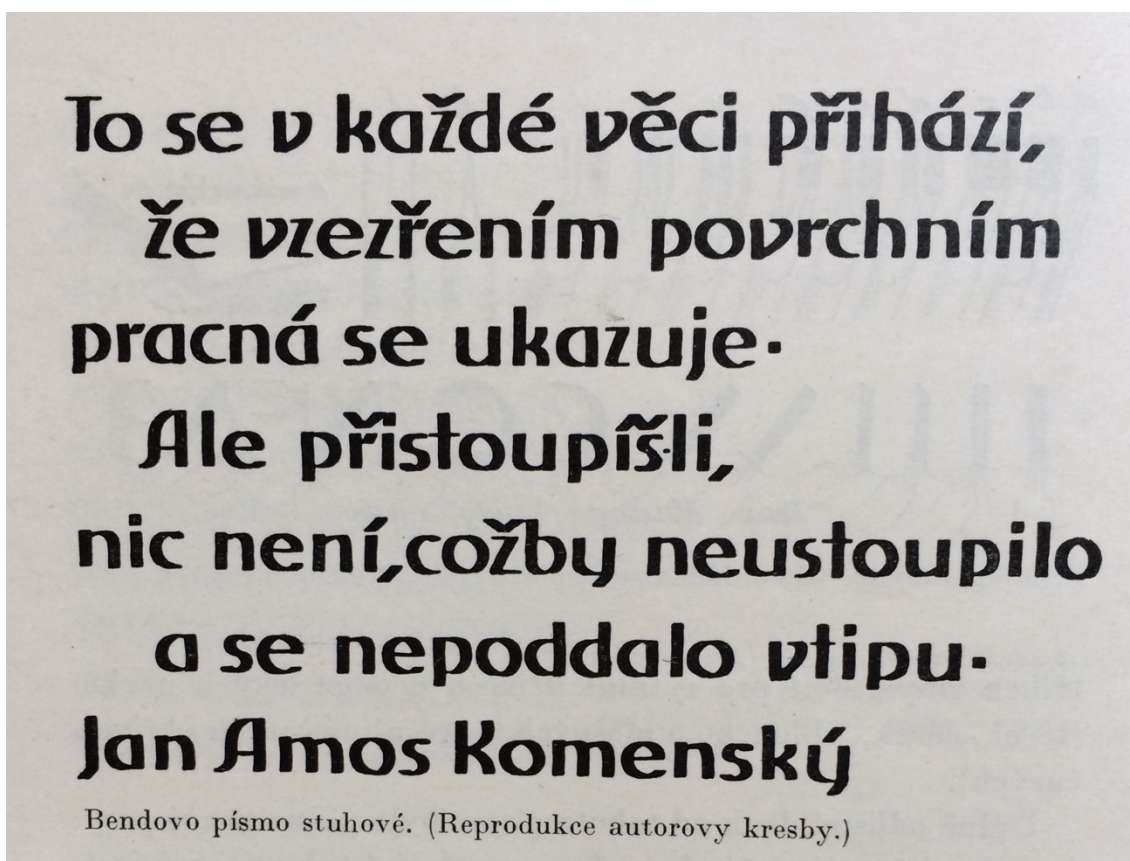 To se v každé věci přihází,
že vzezřením povrchním
pracná se ukazuje·
Ale přistoupíš·li,
nic není, cožby neustoupilo
a se nepoddalo vtipu·
Jan Amos Komenský
Bendovo písmo stuhové. (Reprodukce autorovy kresby.)